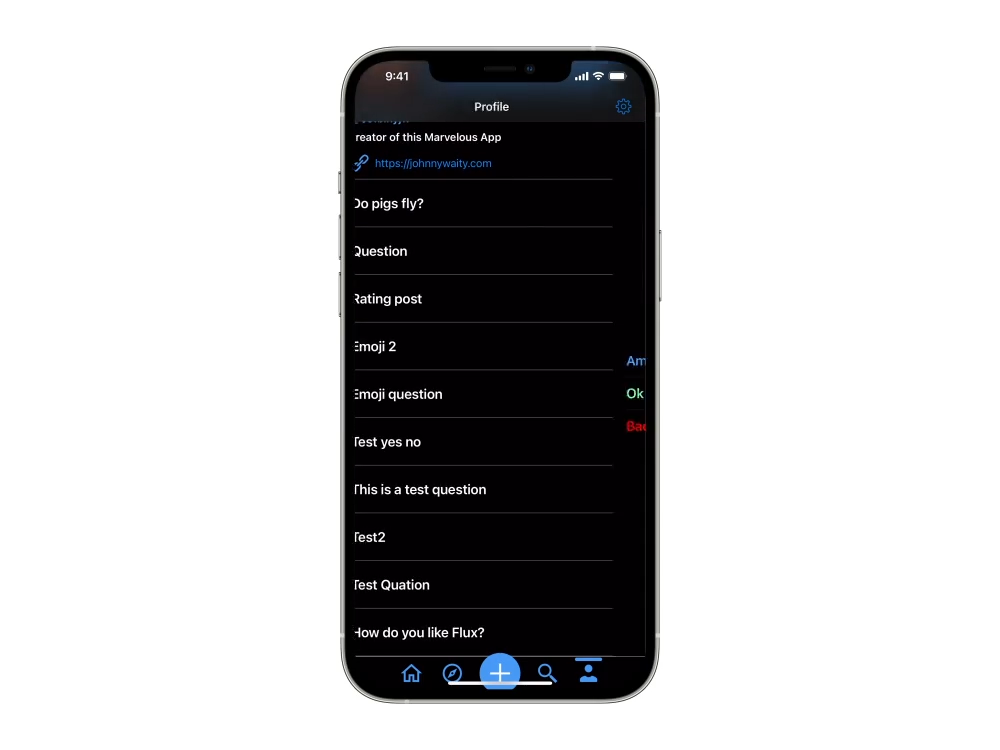 9:41
Profile
reator of this Marvelous App
https://johnnywaity.com
Do pigs fly?
Question
Rating post
Emoji 2
Am
Emoji question
Ok
Bad
Test yes no
This is a test question
Test2
Test Quation
How do you like Flux?